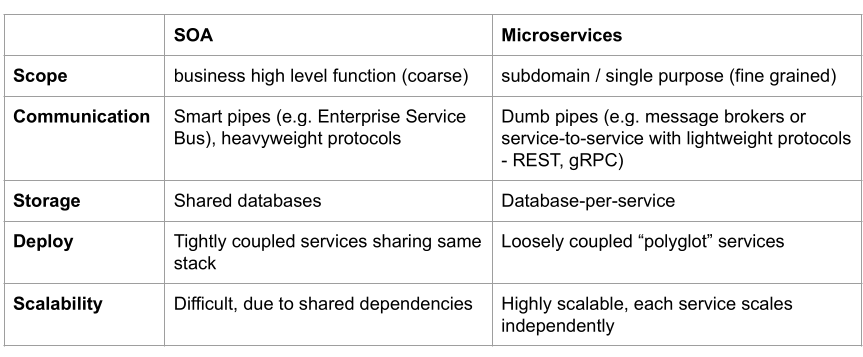 SOA Microservices
Scope business high level function (coarse) subdomain / single purpose (fine grained)
Communication Smart pipes (e.g. Enterprise Service Dumb pipes (e.g. message brokers or
Bus), heavyweight protocols service-to-service with lightweight protocols
- REST, gRPC)
Storage Shared databases Database-per-service
Deploy Tightly coupled services sharing same Loosely coupled “polyglot” services
stack
Scalability Difficult, due to shared dependencies Highly scalable, each service scales
independently